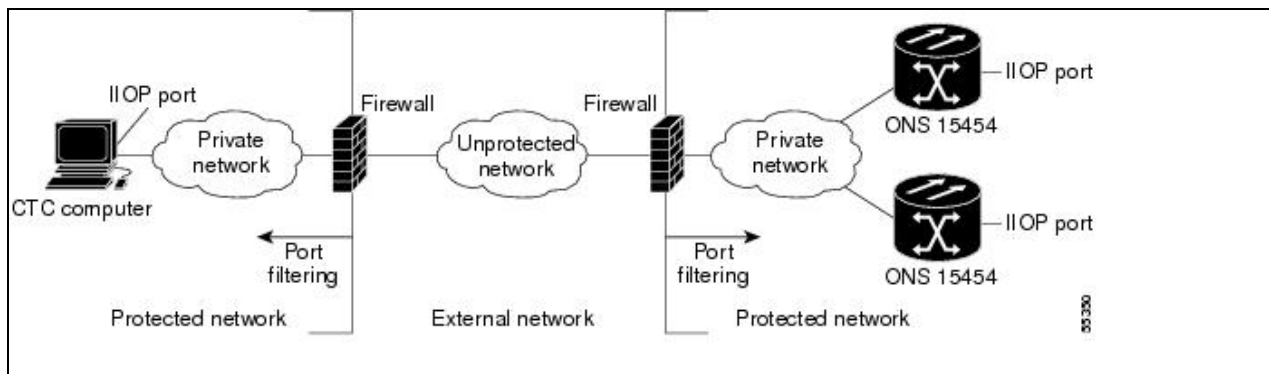 IIOP port
Private
network
CTC computer
Firewall
Unprotected
network
Firewall
Private
network
IIOP port
ONS 15454
IIOP port
ONS 15454
Port
filtering
Port
filtering
Protected network
External network
Protected network
55350